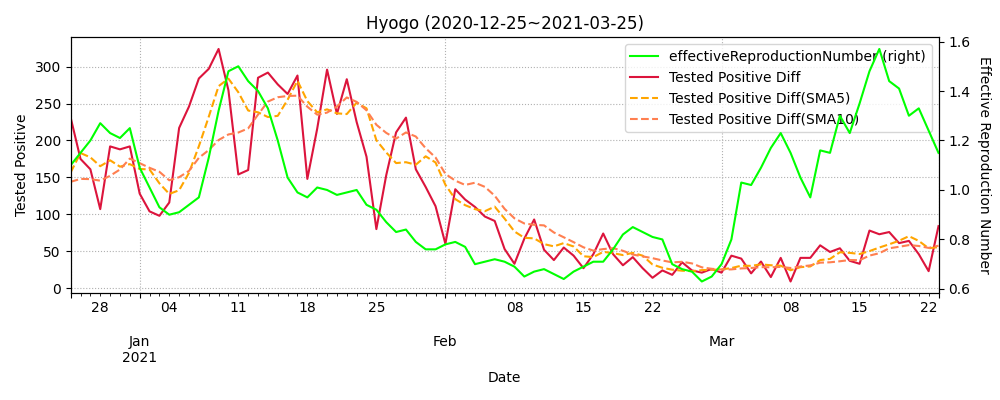 Hyogo (2020-12-25~2021-03-25)
effectiveReproductionNumber (right)
Tested Positive Diff
Tested Positive Diff(SMA5)
Tested Positive Diff(SMA10)
Tested Positive
300
250
200
150
100
50
0
Effective Reproduction Number
1.6
1.4
1.2
1.0
0.8
0.6
28 04 11 18 25 08 15 22 08 15 22
Jan Feb Mar
2021
Date